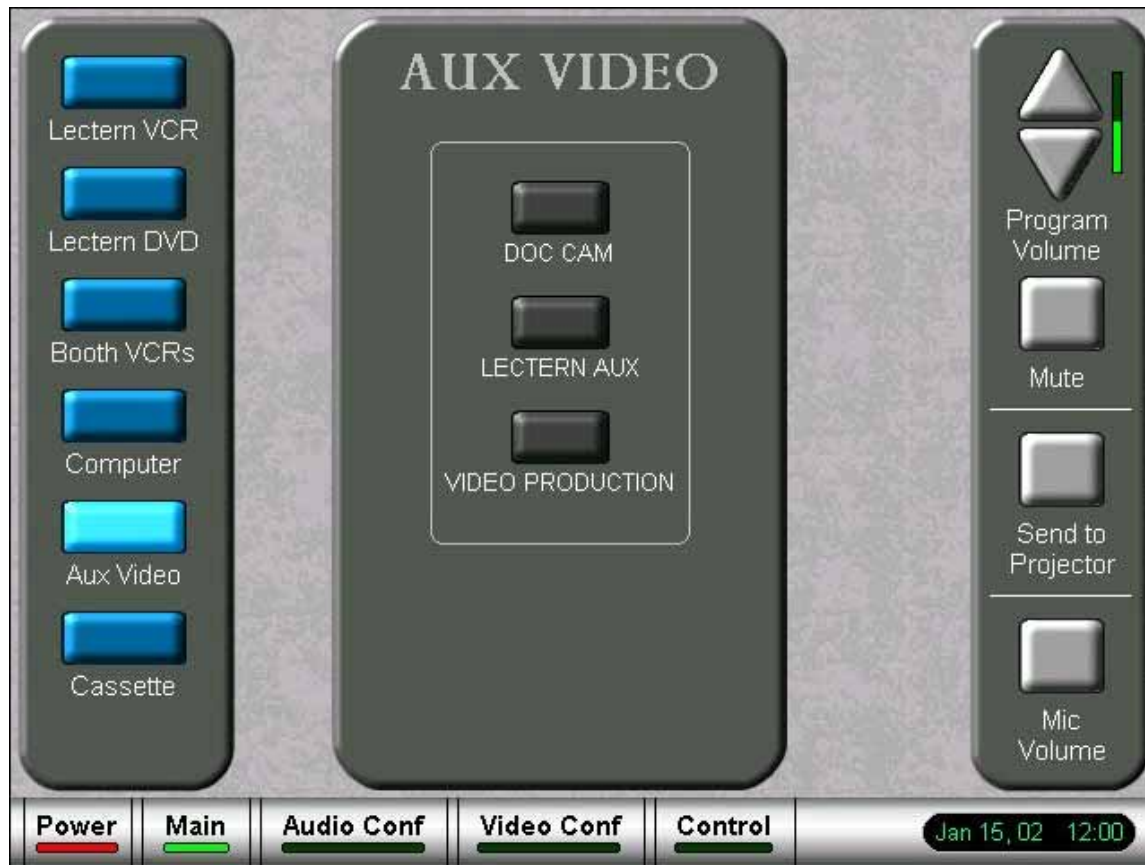 Lectern VCR
Lectern DVD
Booth VCRs
Computer
Aux Video
Cassette
AUX VIDEO
DOC CAM
LECTERN AUX
VIDEO PRODUCTION
Program
Volume
Mute
Send to
Projector
Mic
Volume
Power
Main
Audio Conf
Video Conf
Control
Jan 15, 02 12:00